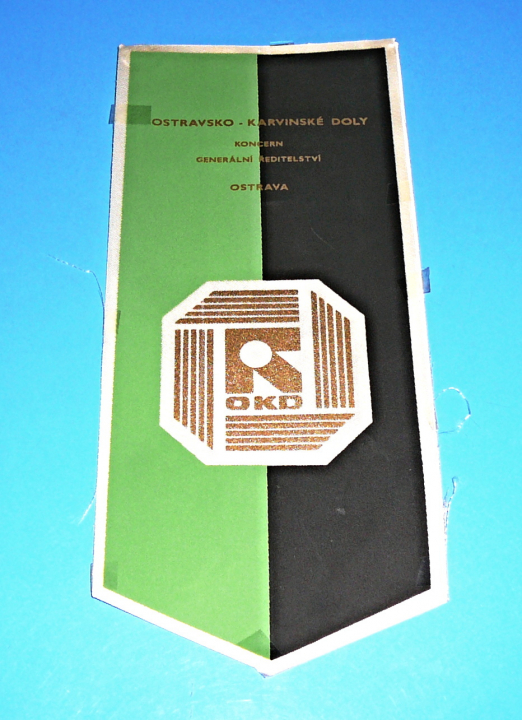 OSTRAVSKO - KARVINSKÉ DOLY
KONCERN
GENERÁLNÍ ŘEDITELSTVÍ
OSTRAVA
OKD